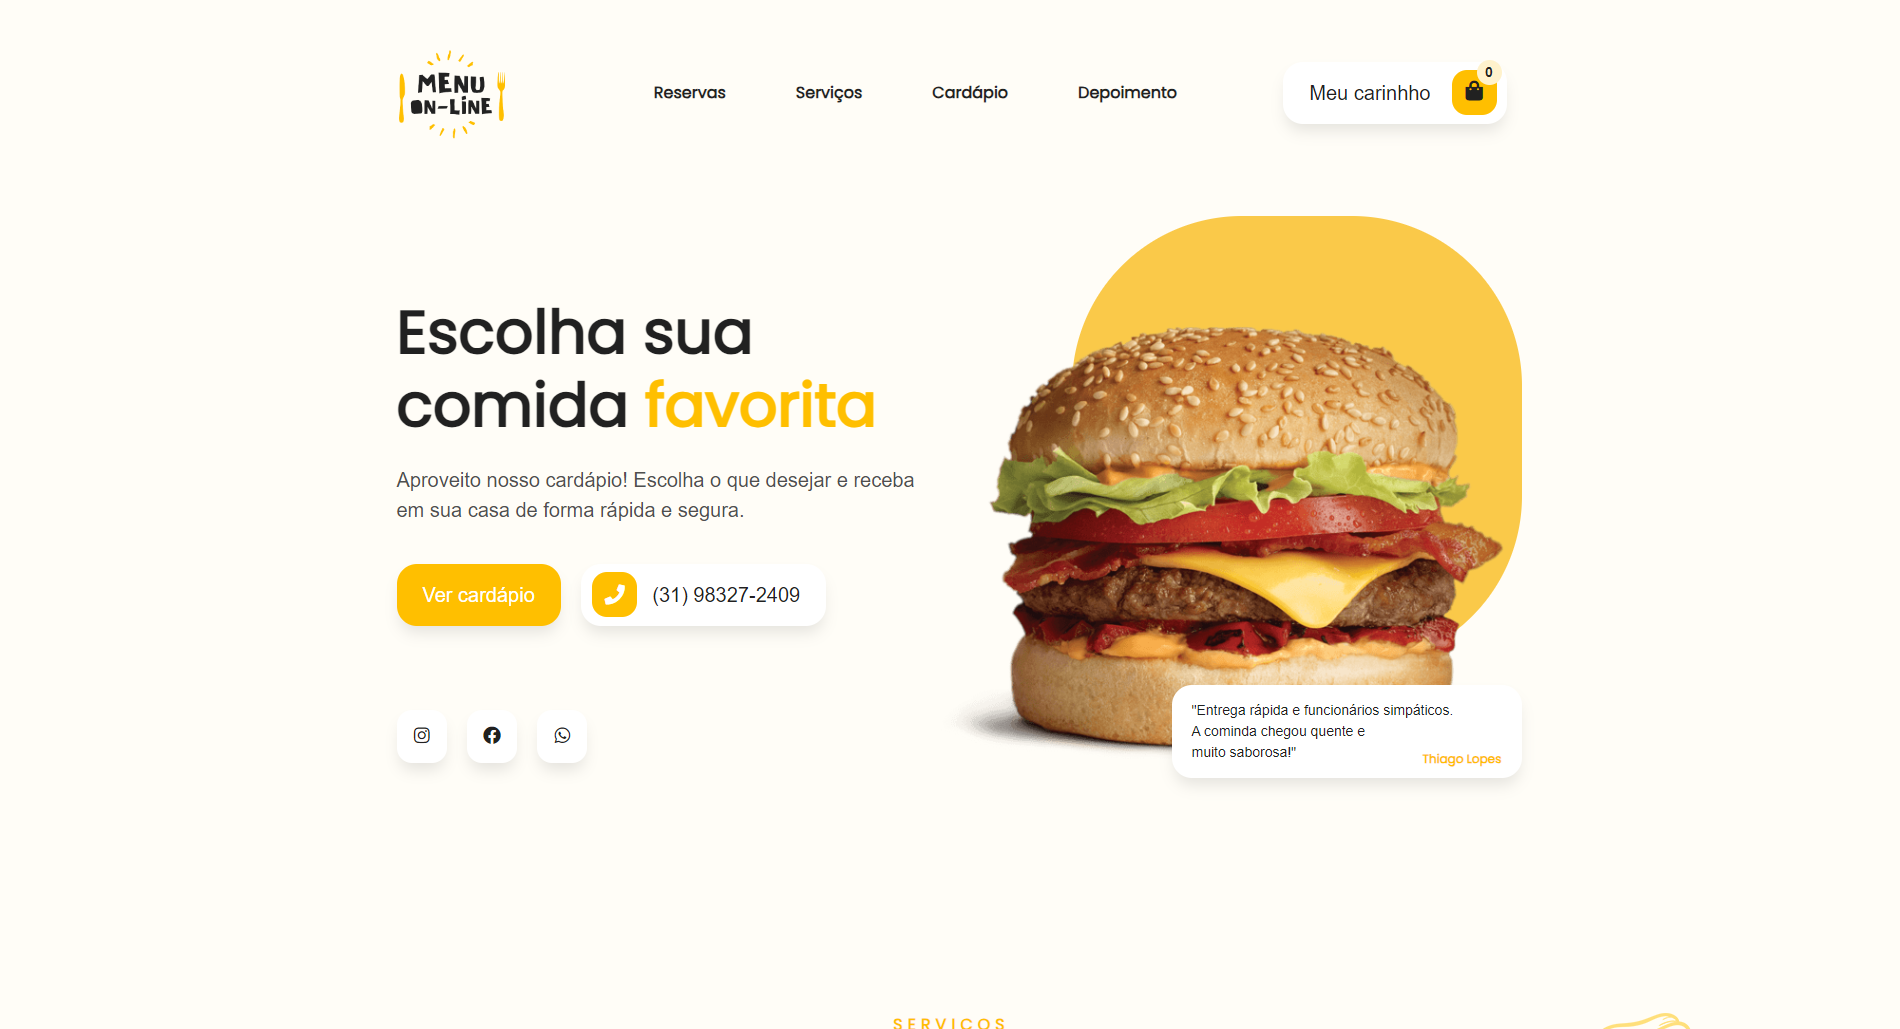 MENU
ON-LINE
Reservas
Serviços
Cardápio
Depoimento
Meu carinhho
0
Escolha sua
comida favorita
Aproveito nosso cardápio! Escolha o que desejar e receba
em sua casa de forma rápida e segura.
Ver cardápio
(31) 98327-2409
"Entrega rápida e funcionários simpáticos.
A cominda chegou quente e
muito saborosa!"
Thiago Lopes
SERVIÇOS